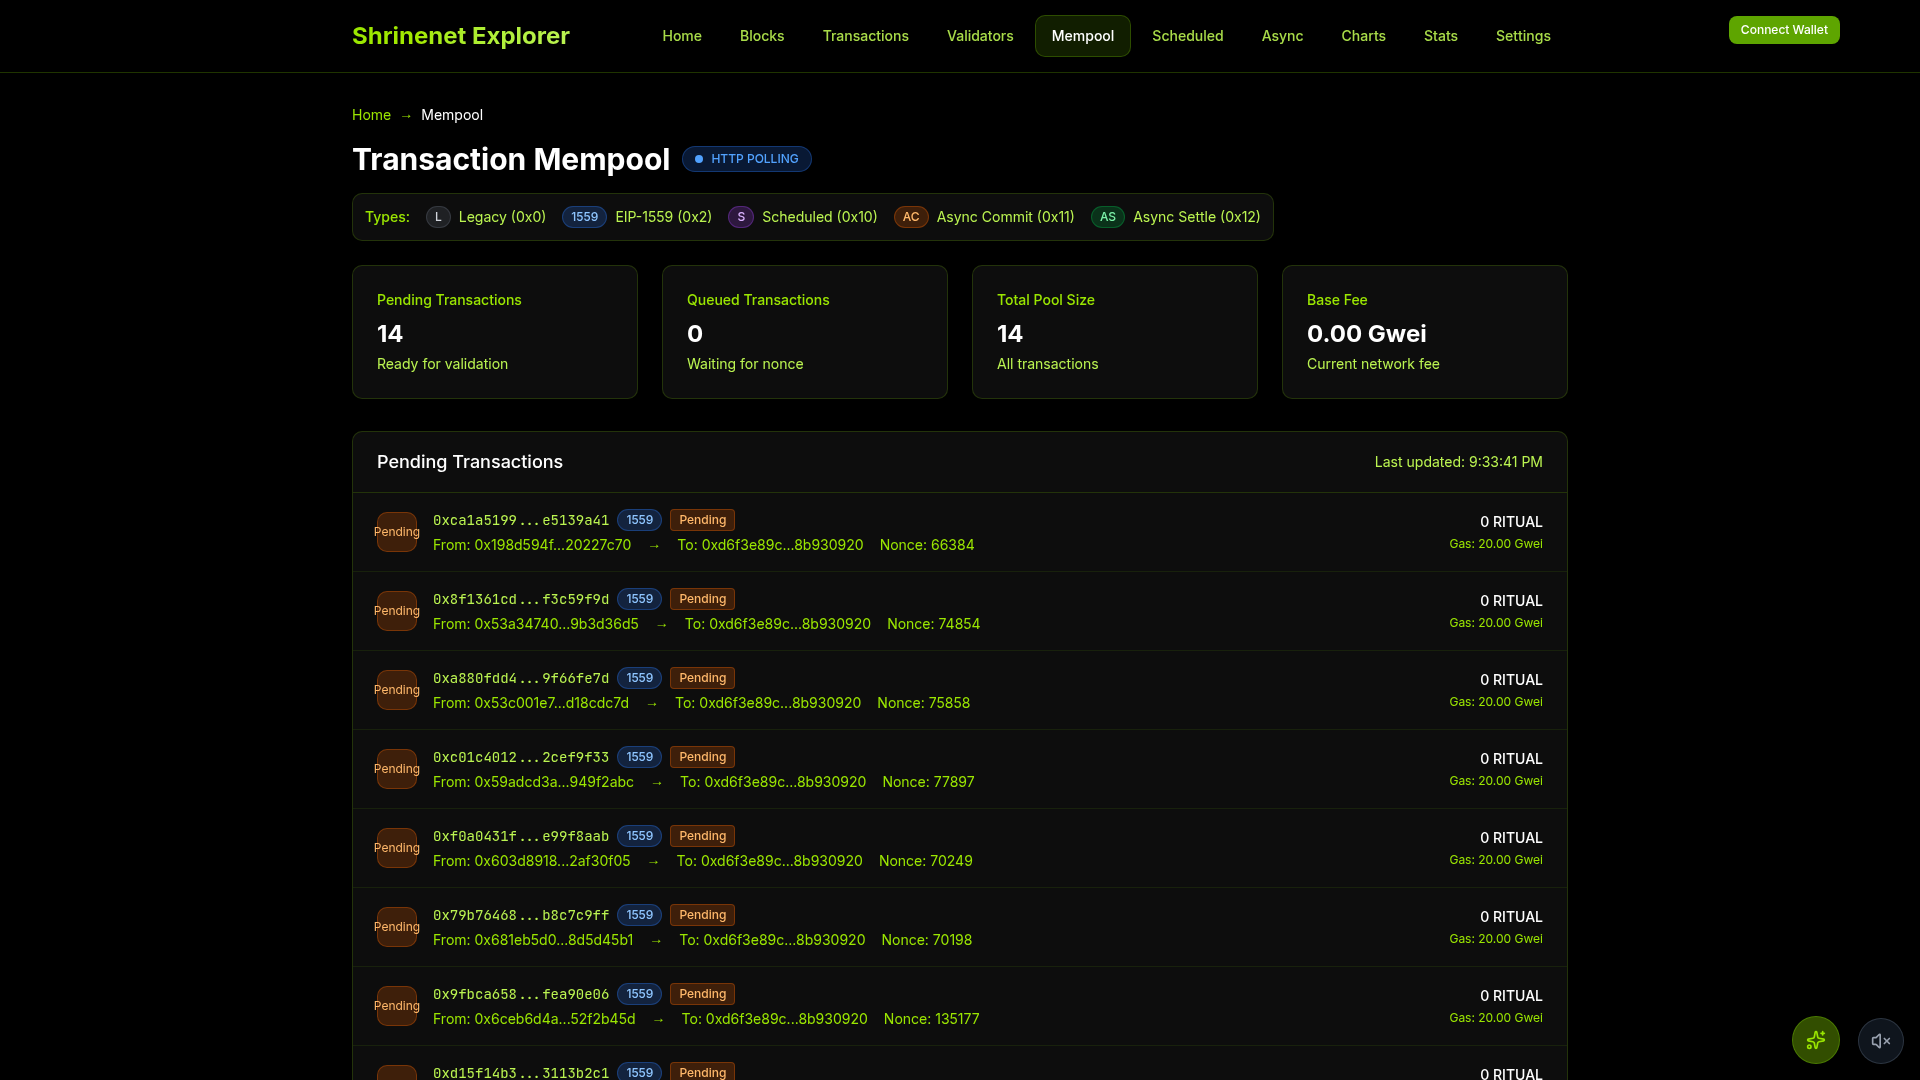 Shrinenet Explorer Home Blocks Transactions Validators Mempool Scheduled Async Charts Stats Settings Connect Wallet
Home → Mempool
Transaction Mempool HTTP POLLING
Types: L Legacy (0x0) 1559 EIP-1559 (0x2) S Scheduled (0x10) AC Async Commit (0x11) AS Async Settle (0x12)
Pending Transactions
14
Ready for validation
Queued Transactions
0
Waiting for nonce
Total Pool Size
14
All transactions
Base Fee
0.00 Gwei
Current network fee
Pending Transactions Last updated: 9:33:41 PM
Pending
0xca1a5199...e5139a41 1559 Pending
From: 0x198d594f...20227c70 → To: 0xd6f3e89c...8b930920 Nonce: 66384
0 RITUAL
Gas: 20.00 Gwei
Pending
0x8f1361cd...f3c59f9d 1559 Pending
From: 0x53a34740...9b3d36d5 → To: 0xd6f3e89c...8b930920 Nonce: 74854
0 RITUAL
Gas: 20.00 Gwei
Pending
0xa880fdd4...9f66fe7d 1559 Pending
From: 0x53c001e7...d18cdc7d → To: 0xd6f3e89c...8b930920 Nonce: 75858
0 RITUAL
Gas: 20.00 Gwei
Pending
0xc01c4012...2cef9f33 1559 Pending
From: 0x59adcd3a...949f2abc → To: 0xd6f3e89c...8b930920 Nonce: 77897
0 RITUAL
Gas: 20.00 Gwei
Pending
0xf0a0431f...e99f8aab 1559 Pending
From: 0x603d8918...2af30f05 → To: 0xd6f3e89c...8b930920 Nonce: 70249
0 RITUAL
Gas: 20.00 Gwei
Pending
0x79b76468...b8c7c9ff 1559 Pending
From: 0x681eb5d0...8d5d45b1 → To: 0xd6f3e89c...8b930920 Nonce: 70198
0 RITUAL
Gas: 20.00 Gwei
Pending
0x9fbca658...fea90e06 1559 Pending
From: 0x6ceb6d4a...52f2b45d → To: 0xd6f3e89c...8b930920 Nonce: 135177
0 RITUAL
Gas: 20.00 Gwei
0xd15f14b3...3113b2c1 1559 Pending
0 RITUAL